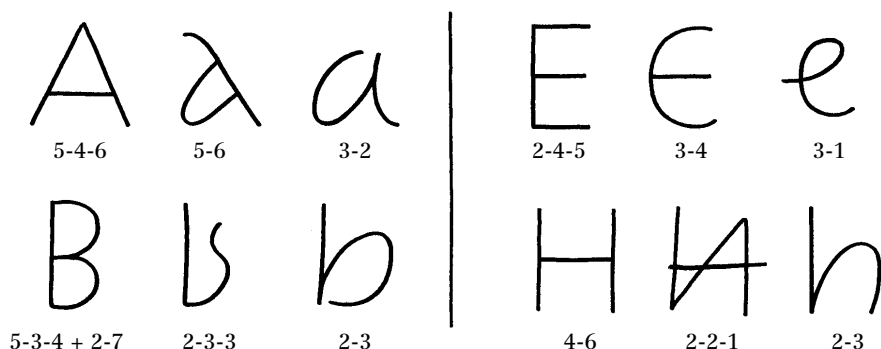 A a a E Є e
5-4-6 5-6 3-2 2-4-5 3-4 3-1
B b b H H h
5-3-4 + 2-7 2-3-3 2-3 4-6 2-2-1 2-3